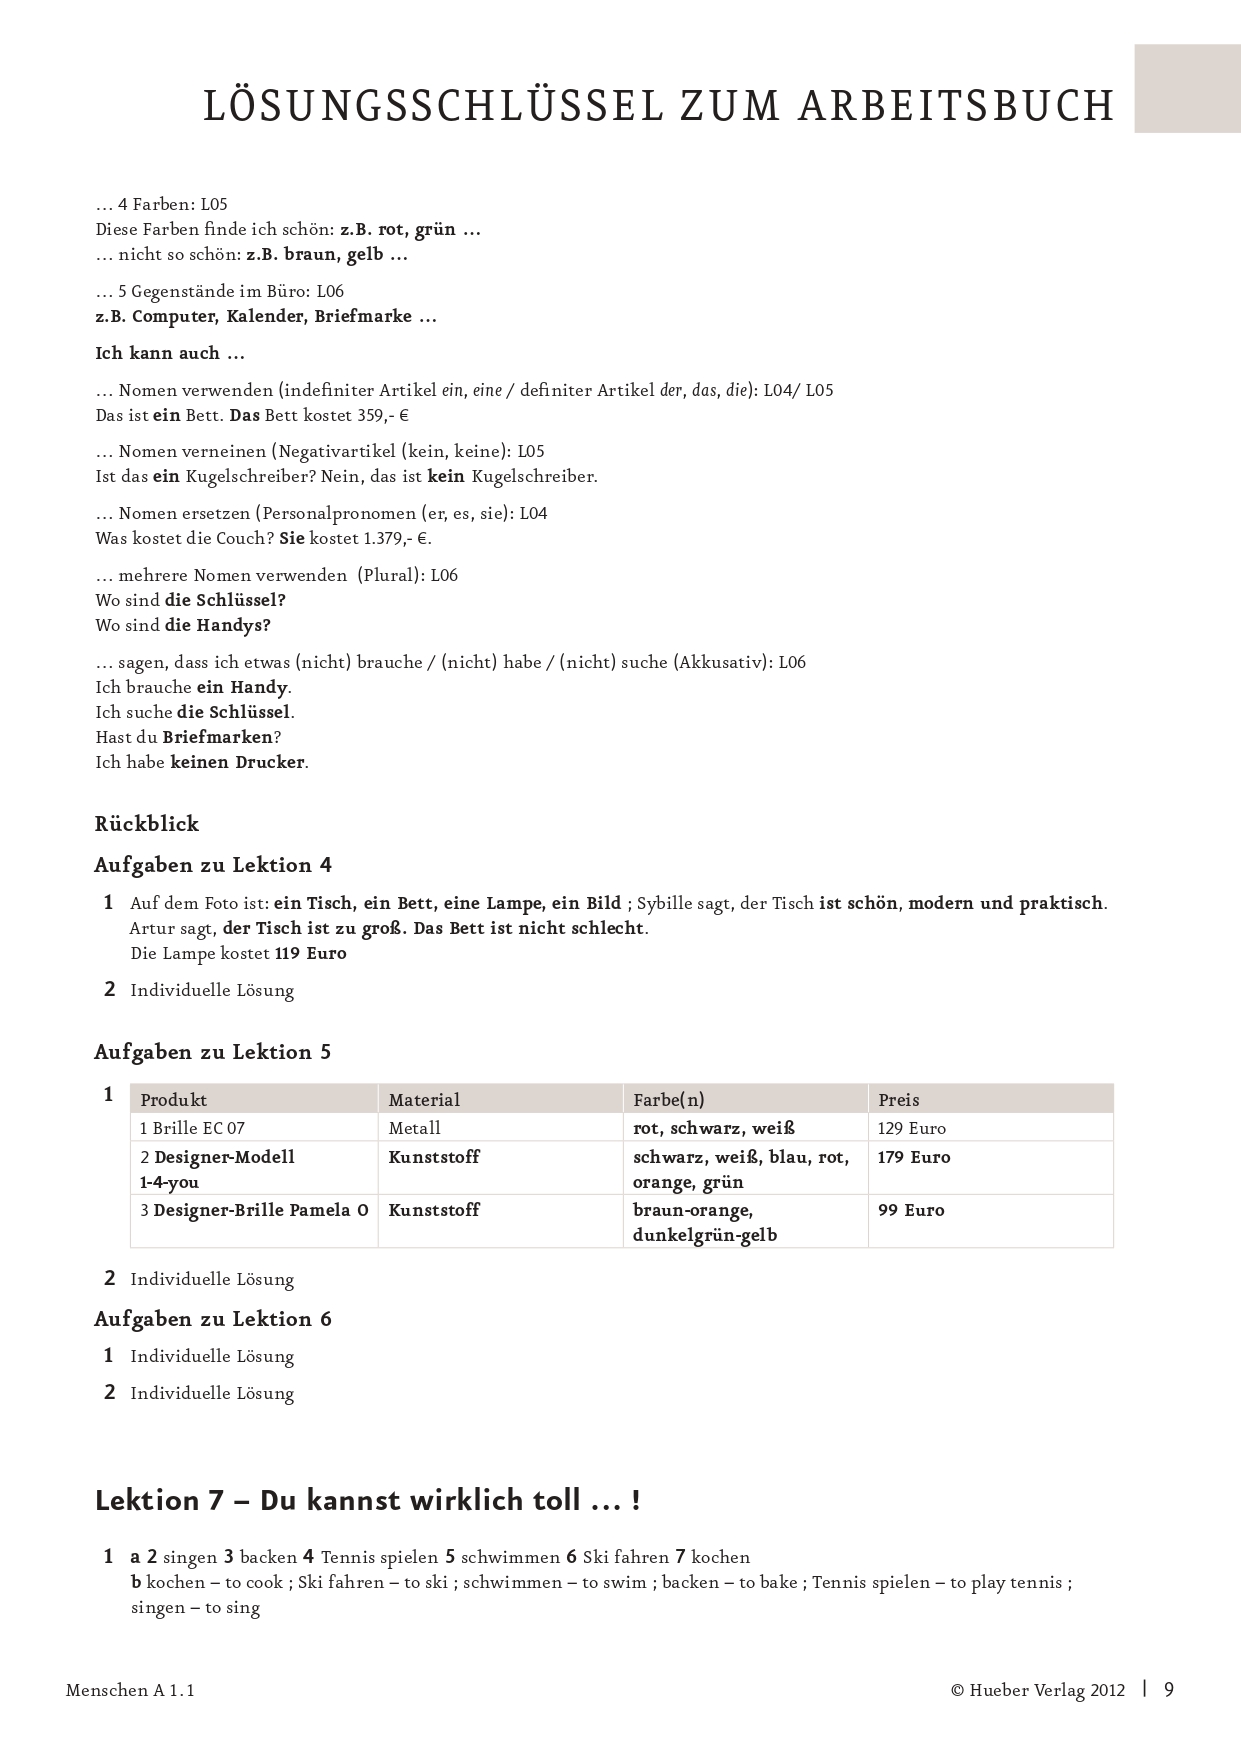 LÖSUNGSSCHLÜSSEL ZUM ARBEITSBUCH
… 4 Farben: L05
Diese Farben finde ich schön: z.B. rot, grün …
… nicht so schön: z.B. braun, gelb …
… 5 Gegenstände im Büro: L06
z.B. Computer, Kalender, Briefmarke …
Ich kann auch …
… Nomen verwenden (indefiniter Artikel ein, eine / definiter Artikel der, das, die): L04/ L05
Das ist ein Bett. Das Bett kostet 359,- €
… Nomen verneinen (Negativartikel (kein, keine): L05
Ist das ein Kugelschreiber? Nein, das ist kein Kugelschreiber.
… Nomen ersetzen (Personalpronomen (er, es, sie): L04
Was kostet die Couch? Sie kostet 1.379,- €.
… mehrere Nomen verwenden (Plural): L06
Wo sind die Schlüssel?
Wo sind die Handys?
… sagen, dass ich etwas (nicht) brauche / (nicht) habe / (nicht) suche (Akkusativ): L06
Ich brauche ein Handy.
Ich suche die Schlüssel.
Hast du Briefmarken?
Ich habe keinen Drucker.
Rückblick
Aufgaben zu Lektion 4
1 Auf dem Foto ist: ein Tisch, ein Bett, eine Lampe, ein Bild ; Sybille sagt, der Tisch ist schön, modern und praktisch.
Artur sagt, der Tisch ist zu groß. Das Bett ist nicht schlecht.
Die Lampe kostet 119 Euro
2 Individuelle Lösung
Aufgaben zu Lektion 5
1 Produkt Material Farbe(n) Preis
1 Brille EC 07 Metall rot, schwarz, weiß 129 Euro
2 Designer-Modell Kunststoff schwarz, weiß, blau, rot, 179 Euro
1-4-you orange, grün
3 Designer-Brille Pamela O Kunststoff braun-orange, 99 Euro
dunkelgrün-gelb
2 Individuelle Lösung
Aufgaben zu Lektion 6
1 Individuelle Lösung
2 Individuelle Lösung
Lektion 7 – Du kannst wirklich toll … !
1 a 2 singen 3 backen 4 Tennis spielen 5 schwimmen 6 Ski fahren 7 kochen
b kochen – to cook ; Ski fahren – to ski ; schwimmen – to swim ; backen – to bake ; Tennis spielen – to play tennis ;
singen – to sing
Menschen A 1.1 © Hueber Verlag 2012 | 9